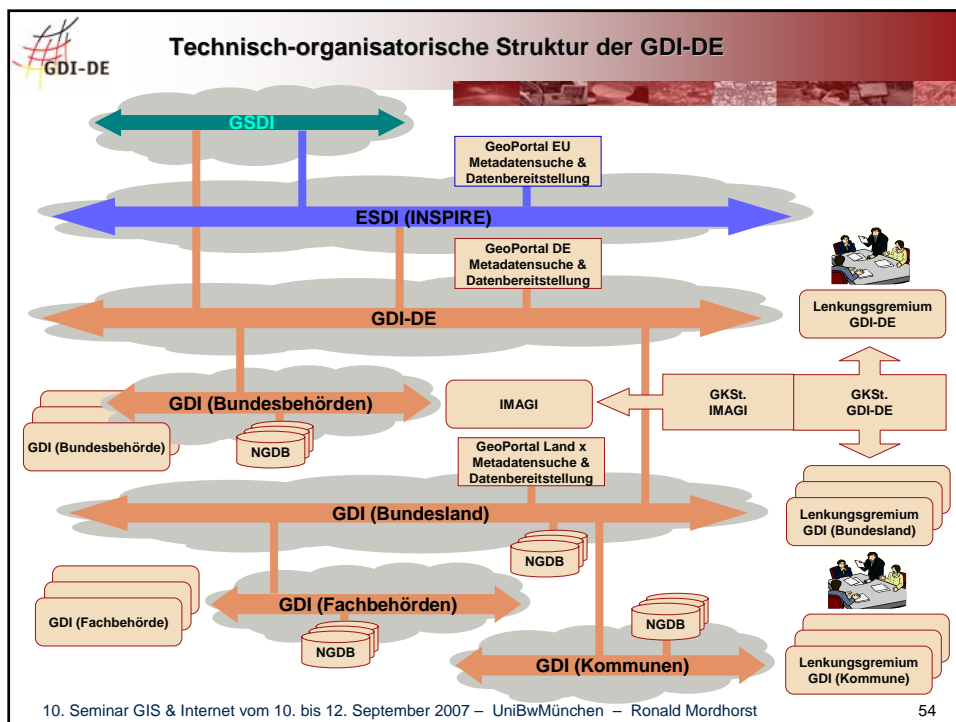 GDI-DE
Technisch-organisatorische Struktur der GDI-DE
GSDI
GeoPortal EU
Metadatensuche &
Datenbereitstellung
ESDI (INSPIRE)
GeoPortal DE
Metadatensuche &
Datenbereitstellung
GDI-DE
Lenkungsgremium
GDI-DE
GDI (Bundesbehörden)
IMAGI
GKSt.
IMAGI
GKSt.
GDI-DE
GDI (Bundesbehörde)
NGDB
GeoPortal Land x
Metadatensuche &
Datenbereitstellung
GDI (Bundesland)
Lenkungsgremium
GDI (Bundesland)
NGDB
GDI (Fachbehörden)
GDI (Fachbehörde)
NGDB
NGDB
GDI (Kommunen)
Lenkungsgremium
GDI (Kommune)
10. Seminar GIS & Internet vom 10. bis 12. September 2007 – UniBwMünchen – Ronald Mordhorst
54